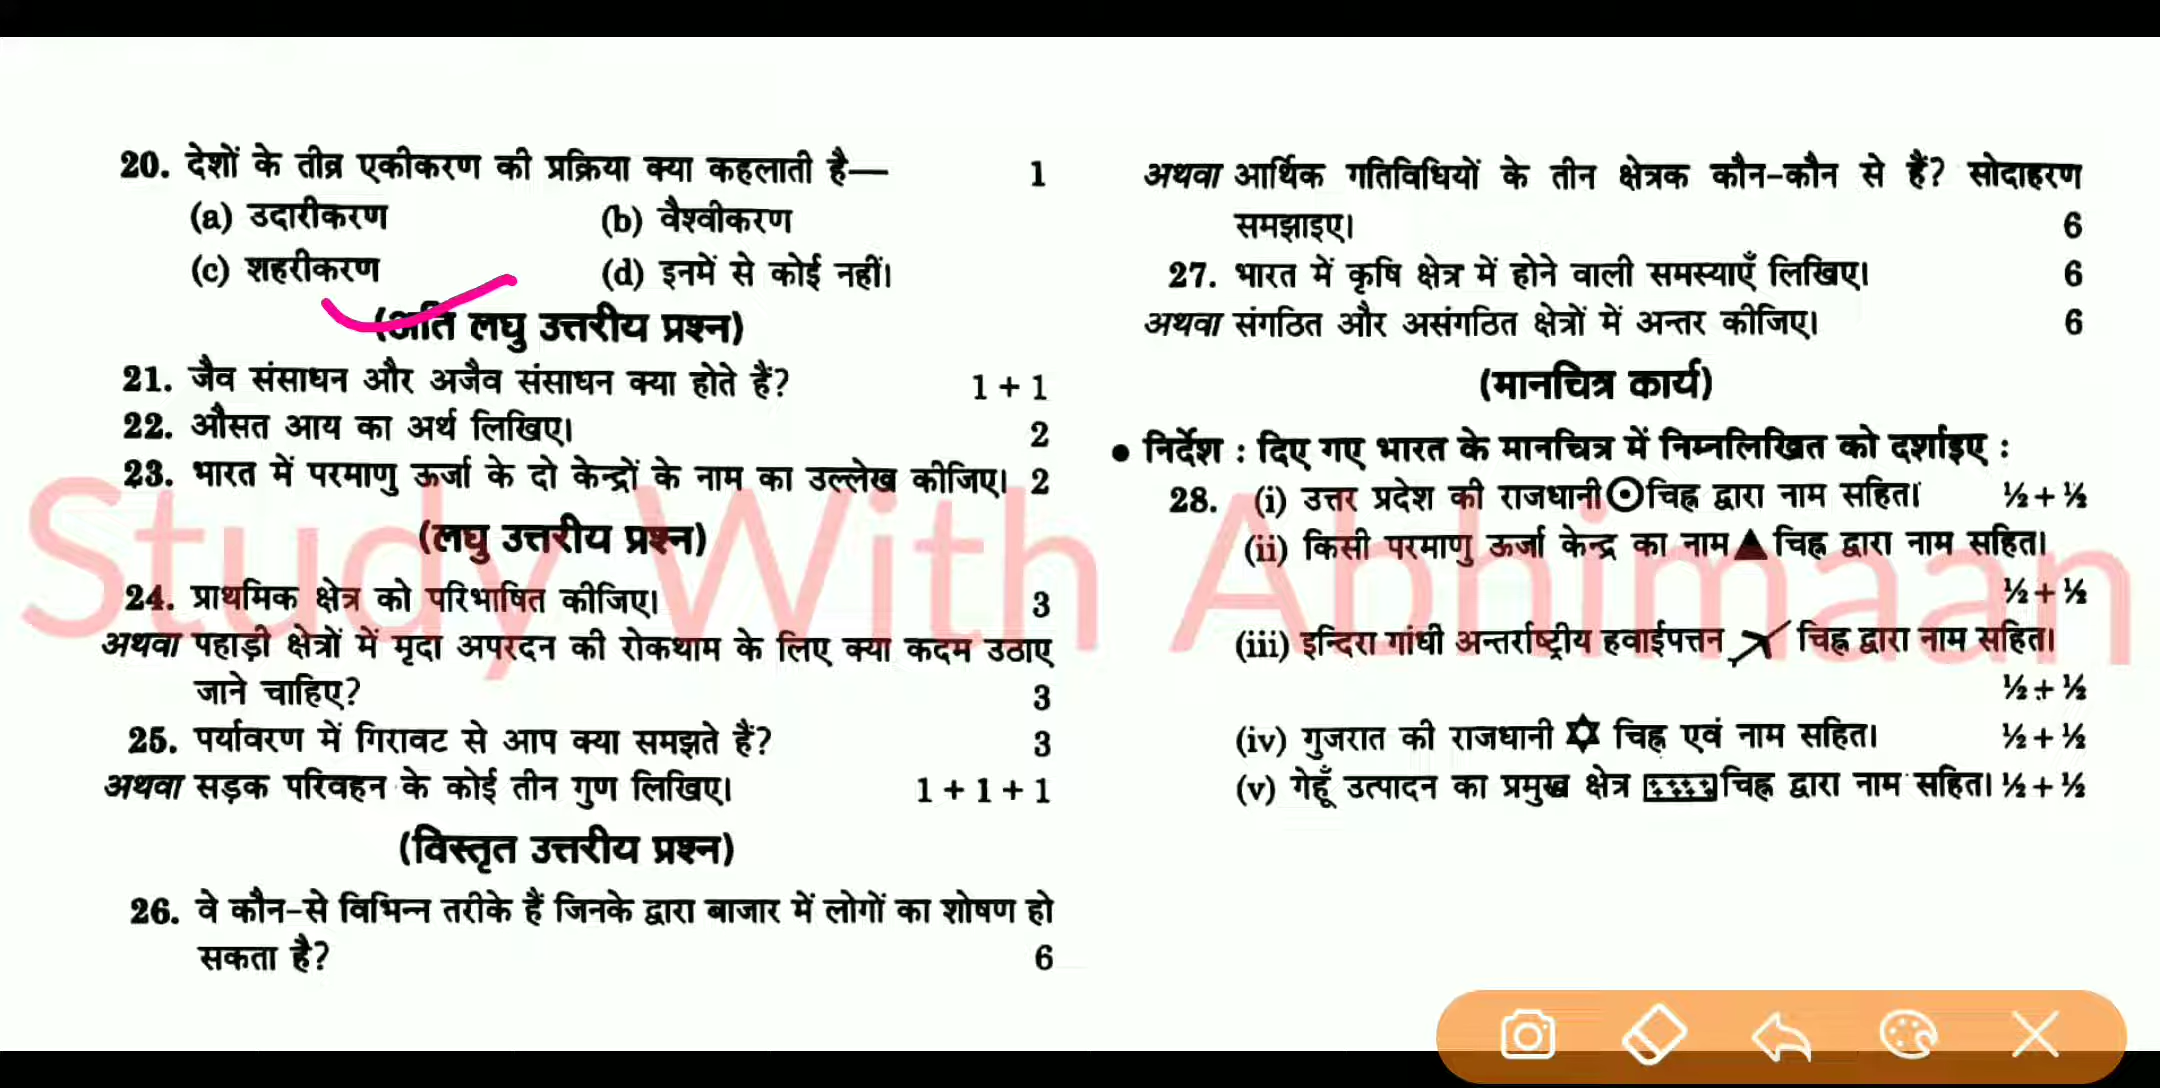 20. देशों के तीव्र एकीकरण की प्रक्रिया क्या कहलाती है— 1
(a) उदारीकरण (b) वैश्वीकरण
(c) शहरीकरण (d) इनमें से कोई नहीं।
(अति लघु उत्तरीय प्रश्न)
21. जैव संसाधन और अजैव संसाधन क्या होते हैं? 1 + 1
22. औसत आय का अर्थ लिखिए। 2
23. भारत में परमाणु ऊर्जा के दो केन्द्रों के नाम का उल्लेख कीजिए। 2
(लघु उत्तरीय प्रश्न)
24. प्राथमिक क्षेत्र को परिभाषित कीजिए। 3
अथवा पहाड़ी क्षेत्रों में मृदा अपरदन की रोकथाम के लिए क्या कदम उठाए
जाने चाहिए? 3
25. पर्यावरण में गिरावट से आप क्या समझते हैं? 3
अथवा सड़क परिवहन के कोई तीन गुण लिखिए। 1 + 1 + 1
(विस्तृत उत्तरीय प्रश्न)
26. वे कौन-से विभिन्न तरीके हैं जिनके द्वारा बाजार में लोगों का शोषण हो
सकता है? 6
अथवा आर्थिक गतिविधियों के तीन क्षेत्रक कौन-कौन से हैं? सोदाहरण
समझाइए। 6
27. भारत में कृषि क्षेत्र में होने वाली समस्याएँ लिखिए। 6
अथवा संगठित और असंगठित क्षेत्रों में अन्तर कीजिए। 6
(मानचित्र कार्य)
● निर्देश : दिए गए भारत के मानचित्र में निम्नलिखित को दर्शाइए :
28. (i) उत्तर प्रदेश की राजधानी ⊙ चिह्न द्वारा नाम सहित। ½ + ½
(ii) किसी परमाणु ऊर्जा केन्द्र का नाम ▲ चिह्न द्वारा नाम सहित।
½ + ½
(iii) इन्दिरा गांधी अन्तर्राष्ट्रीय हवाईपत्तन चिह्न द्वारा नाम सहित।
½ + ½
(iv) गुजरात की राजधानी ✡ चिह्न एवं नाम सहित। ½ + ½
(v) गेहूँ उत्पादन का प्रमुख क्षेत्र चिह्न द्वारा नाम सहित। ½ + ½
Study With Abhimaan